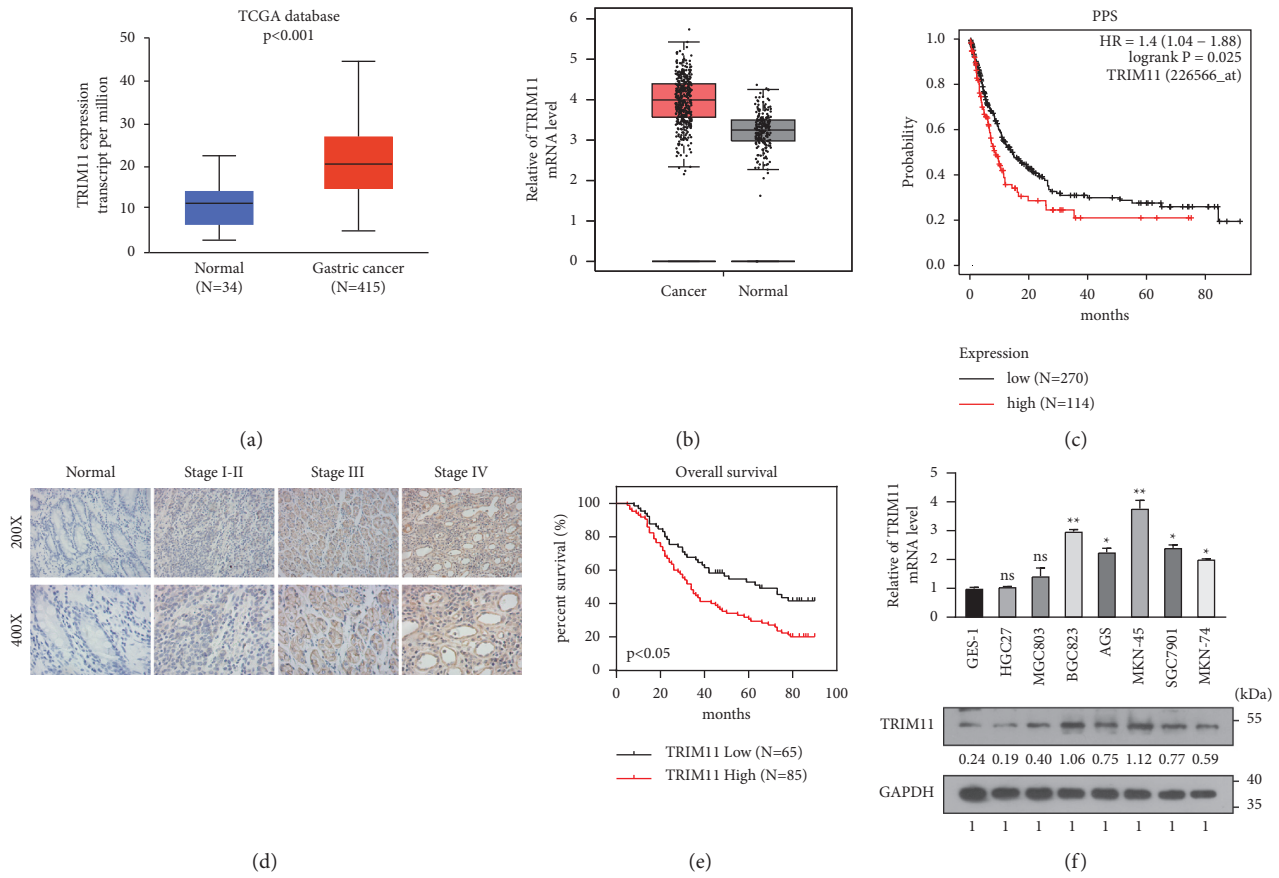 TCGA database
p<0.001
TRIM11 expression
transcript per million
50
40
30
20
10
0
Normal
(N=34)
Gastric cancer
(N=415)
(a)
Relative of TRIM11
mRNA level
6
5
4
3
2
1
0
Cancer
Normal
(b)
PPS
HR = 1.4 (1.04 − 1.88)
logrank P = 0.025
TRIM11 (226566_at)
Probability
1.0
0.8
0.6
0.4
0.2
0.0
0 20 40 60 80
months
Expression
low (N=270)
high (N=114)
(c)
Normal Stage I-II Stage III Stage IV
200X
400X
(d)
Overall survival
percent survival (%)
100
80
60
40
20
0
p<0.05
0 20 40 60 80 100
months
TRIM11 Low (N=65)
TRIM11 High (N=85)
(e)
Relative of TRIM11
mRNA level
5
4
3
2
1
0
ns ns ** * ** * *
GES-1
HGC27
MGC803
BGC823
AGS
MKN-45
SGC7901
MKN-74
(kDa)
TRIM11
55
0.24 0.19 0.40 1.06 0.75 1.12 0.77 0.59
GAPDH
40
35
1 1 1 1 1 1 1 1
(f)